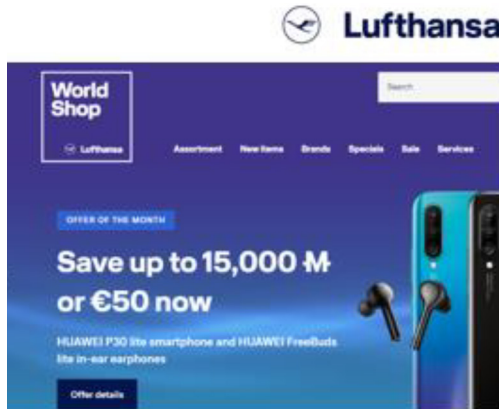 Lufthansa
World
Shop
Search
Lufthansa
Assortment New Items Brands Specials Sale Services
OFFER OF THE MONTH
Save up to 15,000 M
or €50 now
HUAWEI P30 lite smartphone and HUAWEI FreeBuds
lite in-ear earphones
Offer details